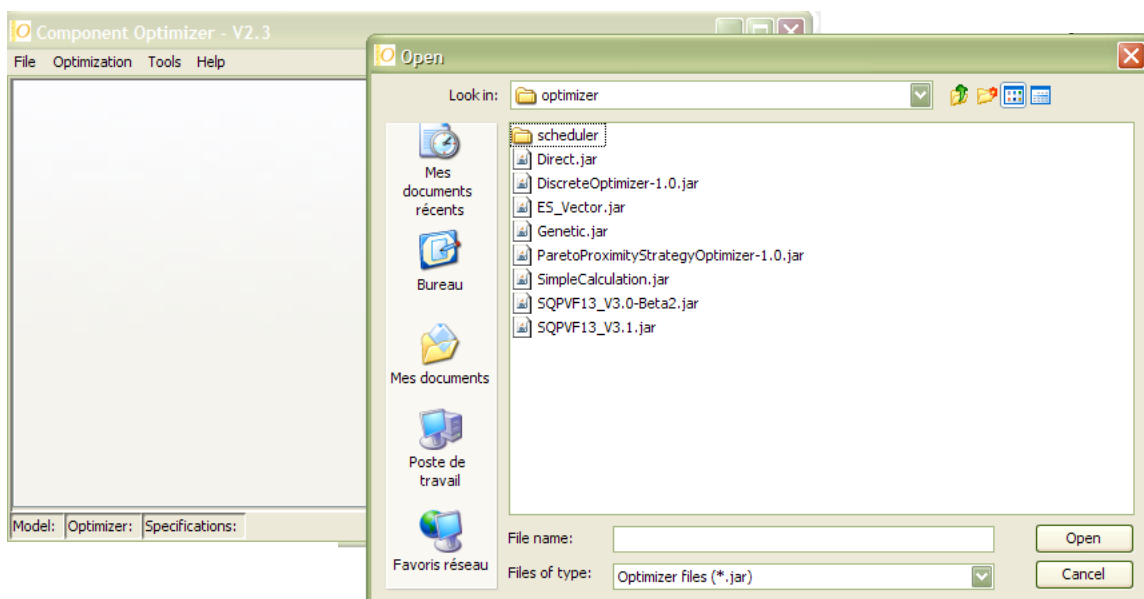 Component Optimizer - V2.3
File Optimization Tools Help
Model: Optimizer: Specifications:
Open
Look in: optimizer
Mes
documents
récents
Bureau
Mes documents
Poste de
travail
Favoris réseau
scheduler
Direct.jar
DiscreteOptimizer-1.0.jar
ES_Vector.jar
Genetic.jar
ParetoProximityStrategyOptimizer-1.0.jar
SimpleCalculation.jar
SQPVF13_V3.0-Beta2.jar
SQPVF13_V3.1.jar
File name: Open
Files of type: Optimizer files (*.jar) Cancel